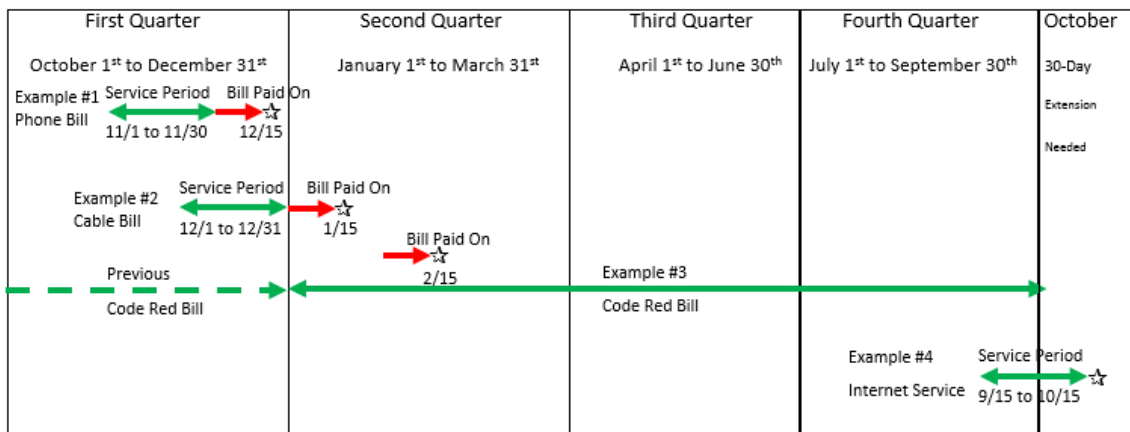 First Quarter Second Quarter Third Quarter Fourth Quarter October
October 1st to December 31st January 1st to March 31st April 1st to June 30th July 1st to September 30th 30-Day
Extension
Needed
Example #1 Service Period Bill Paid On
Phone Bill
11/1 to 11/30 12/15
Example #2 Service Period Bill Paid On
Cable Bill
12/1 to 12/31 1/15
Bill Paid On
2/15
Previous Example #3
Code Red Bill Code Red Bill
Example #4 Service Period
Internet Service 9/15 to 10/15